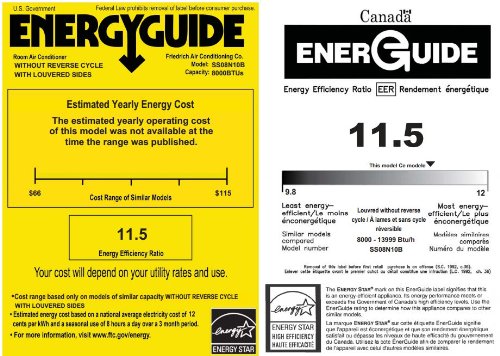 U.S. Government
Federal law prohibits removal of label before consumer purchase.
ENERGYGUIDE
Room Air Conditioner
WITHOUT REVERSE CYCLE
WITH LOUVERED SIDES
Friedrich Air Conditioning Co.
Model: SS08N10B
Capacity: 8000BTUs
Estimated Yearly Energy Cost
The estimated yearly operating cost
of this model was not available at
the time the range was published.
$66
$115
Cost Range of Similar Models
11.5
Energy Efficiency Ratio
Your cost will depend on your utility rates and use.
•Cost range based only on models of similar capacity WITHOUT REVERSE CYCLE
WITH LOUVERED SIDES
•Estimated energy cost based on a national average electricity cost of 12
cents per kWh and a seasonal use of 8 hours a day over a 3 month period.
•For more information, visit www.ftc.gov/energy.
energy
ENERGY STAR
Canada
ENERGUIDE
Energy Efficiency Ratio EER Rendement énergétique
11.5
This model Ce modele
9.8
12
Least energy–
efficient/Le moins
énconergétique
Louvred without reverse
cycle / À lanes et sans cycle
réversible
Most energy–
efficient/Le plus
énconergétique
Similar models
compared
Model number
8000 - 13999 Btu/h
SS08N10B
Modèles similaires
comparés
Numéro du modèle
Removal of this label before first retail purchase is an offense (S.C. 1992, c.36).
Enlever cette étiquette avant le premier achat au détail constitue une infraction (L.C. 1992, ch. 36)
energy
ENERGY STAR
HIGH EFFICIENCY
HAUTE EFFICACITÉ
The ENERGY STAR® mark on this EnerGuide label signifies that this
is an energy efficient appliance. Its energy performance meets or
exceeds the Government of Canada's high efficiency levels. Use the
EnerGuide rating to determine how this appliance compares to other
similar models.
La marque ENERGY STAR® sur cette étiquette EnerGuide signifie
que l'appareil est éconergétique et que son rendement énergétique
satisfait ou dépasse les niveaux de haute efficacité du gouvernement
du Canada. Utilisez la cote ÉnerGuide afin de comparer le rendement
de l'appareil avec celui d'autres modèles similaires.